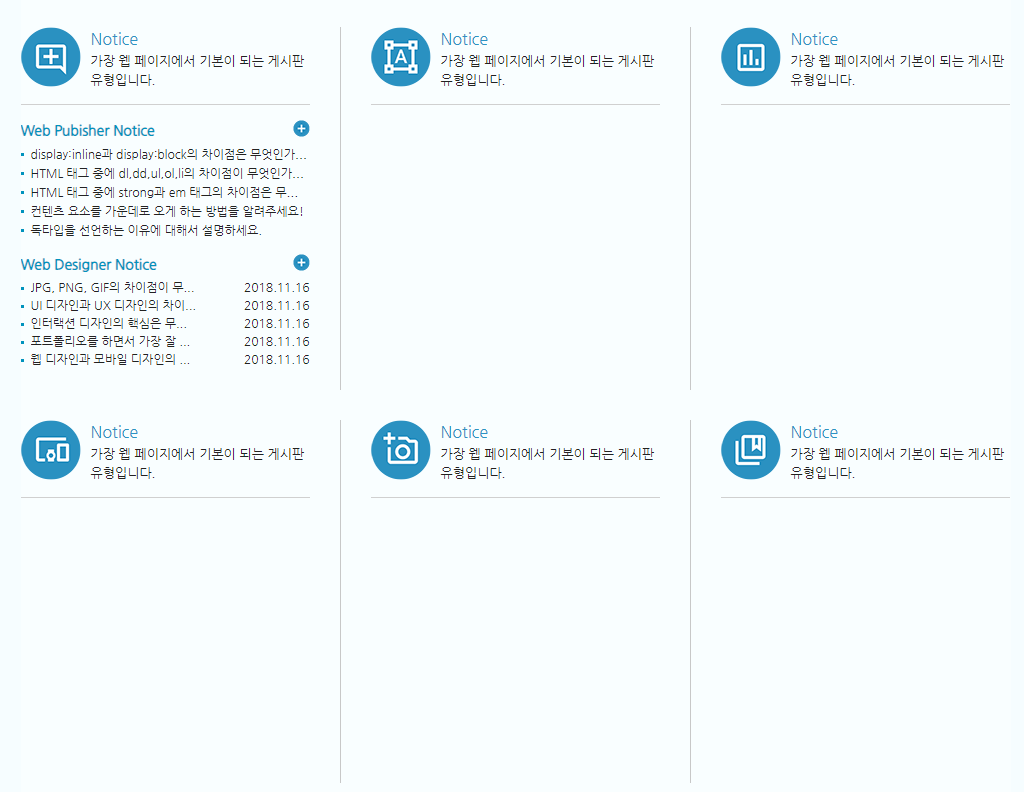 Notice
가장 웹 페이지에서 기본이 되는 게시판
유형입니다.
Web Pubisher Notice
display:inline과 display:block의 차이점은 무엇인가...
HTML 태그 중에 dl,dd,ul,ol,li의 차이점이 무엇인가...
HTML 태그 중에 strong과 em 태그의 차이점은 무...
컨텐츠 요소를 가운데로 오게 하는 방법을 알려주세요!
독타입을 선언하는 이유에 대해서 설명하세요.
Web Designer Notice
JPG, PNG, GIF의 차이점이 무... 2018.11.16
UI 디자인과 UX 디자인의 차이... 2018.11.16
인터랙션 디자인의 핵심은 무... 2018.11.16
포트폴리오를 하면서 가장 잘 ... 2018.11.16
웹 디자인과 모바일 디자인의 ... 2018.11.16
A
Notice
가장 웹 페이지에서 기본이 되는 게시판
유형입니다.
Notice
가장 웹 페이지에서 기본이 되는 게시판
유형입니다.
Notice
가장 웹 페이지에서 기본이 되는 게시판
유형입니다.
Notice
가장 웹 페이지에서 기본이 되는 게시판
유형입니다.
Notice
가장 웹 페이지에서 기본이 되는 게시판
유형입니다.